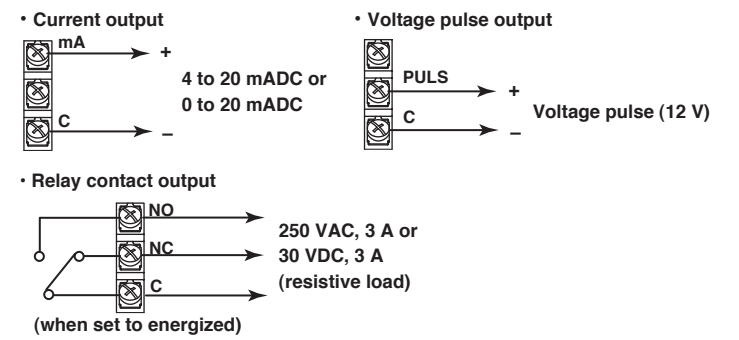 • Current output
mA
+
4 to 20 mADC or
0 to 20 mADC
C
–
• Voltage pulse output
PULS
+
Voltage pulse (12 V)
C
–
• Relay contact output
NO
250 VAC, 3 A or
NC
30 VDC, 3 A
(resistive load)
C
(when set to energized)